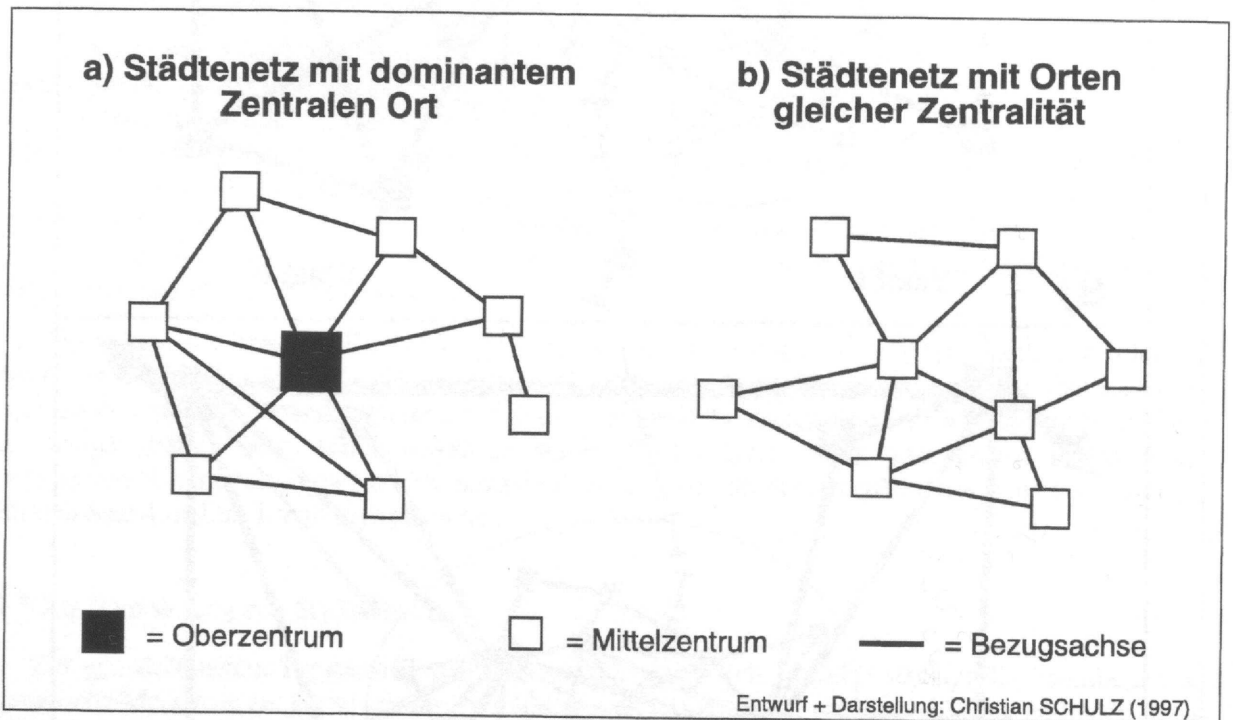 a) Städtenetz mit dominantem
Zentralen Ort
b) Städtenetz mit Orten
gleicher Zentralität
= Oberzentrum
= Mittelzentrum
= Bezugsachse
Entwurf + Darstellung: Christian SCHULZ (1997)